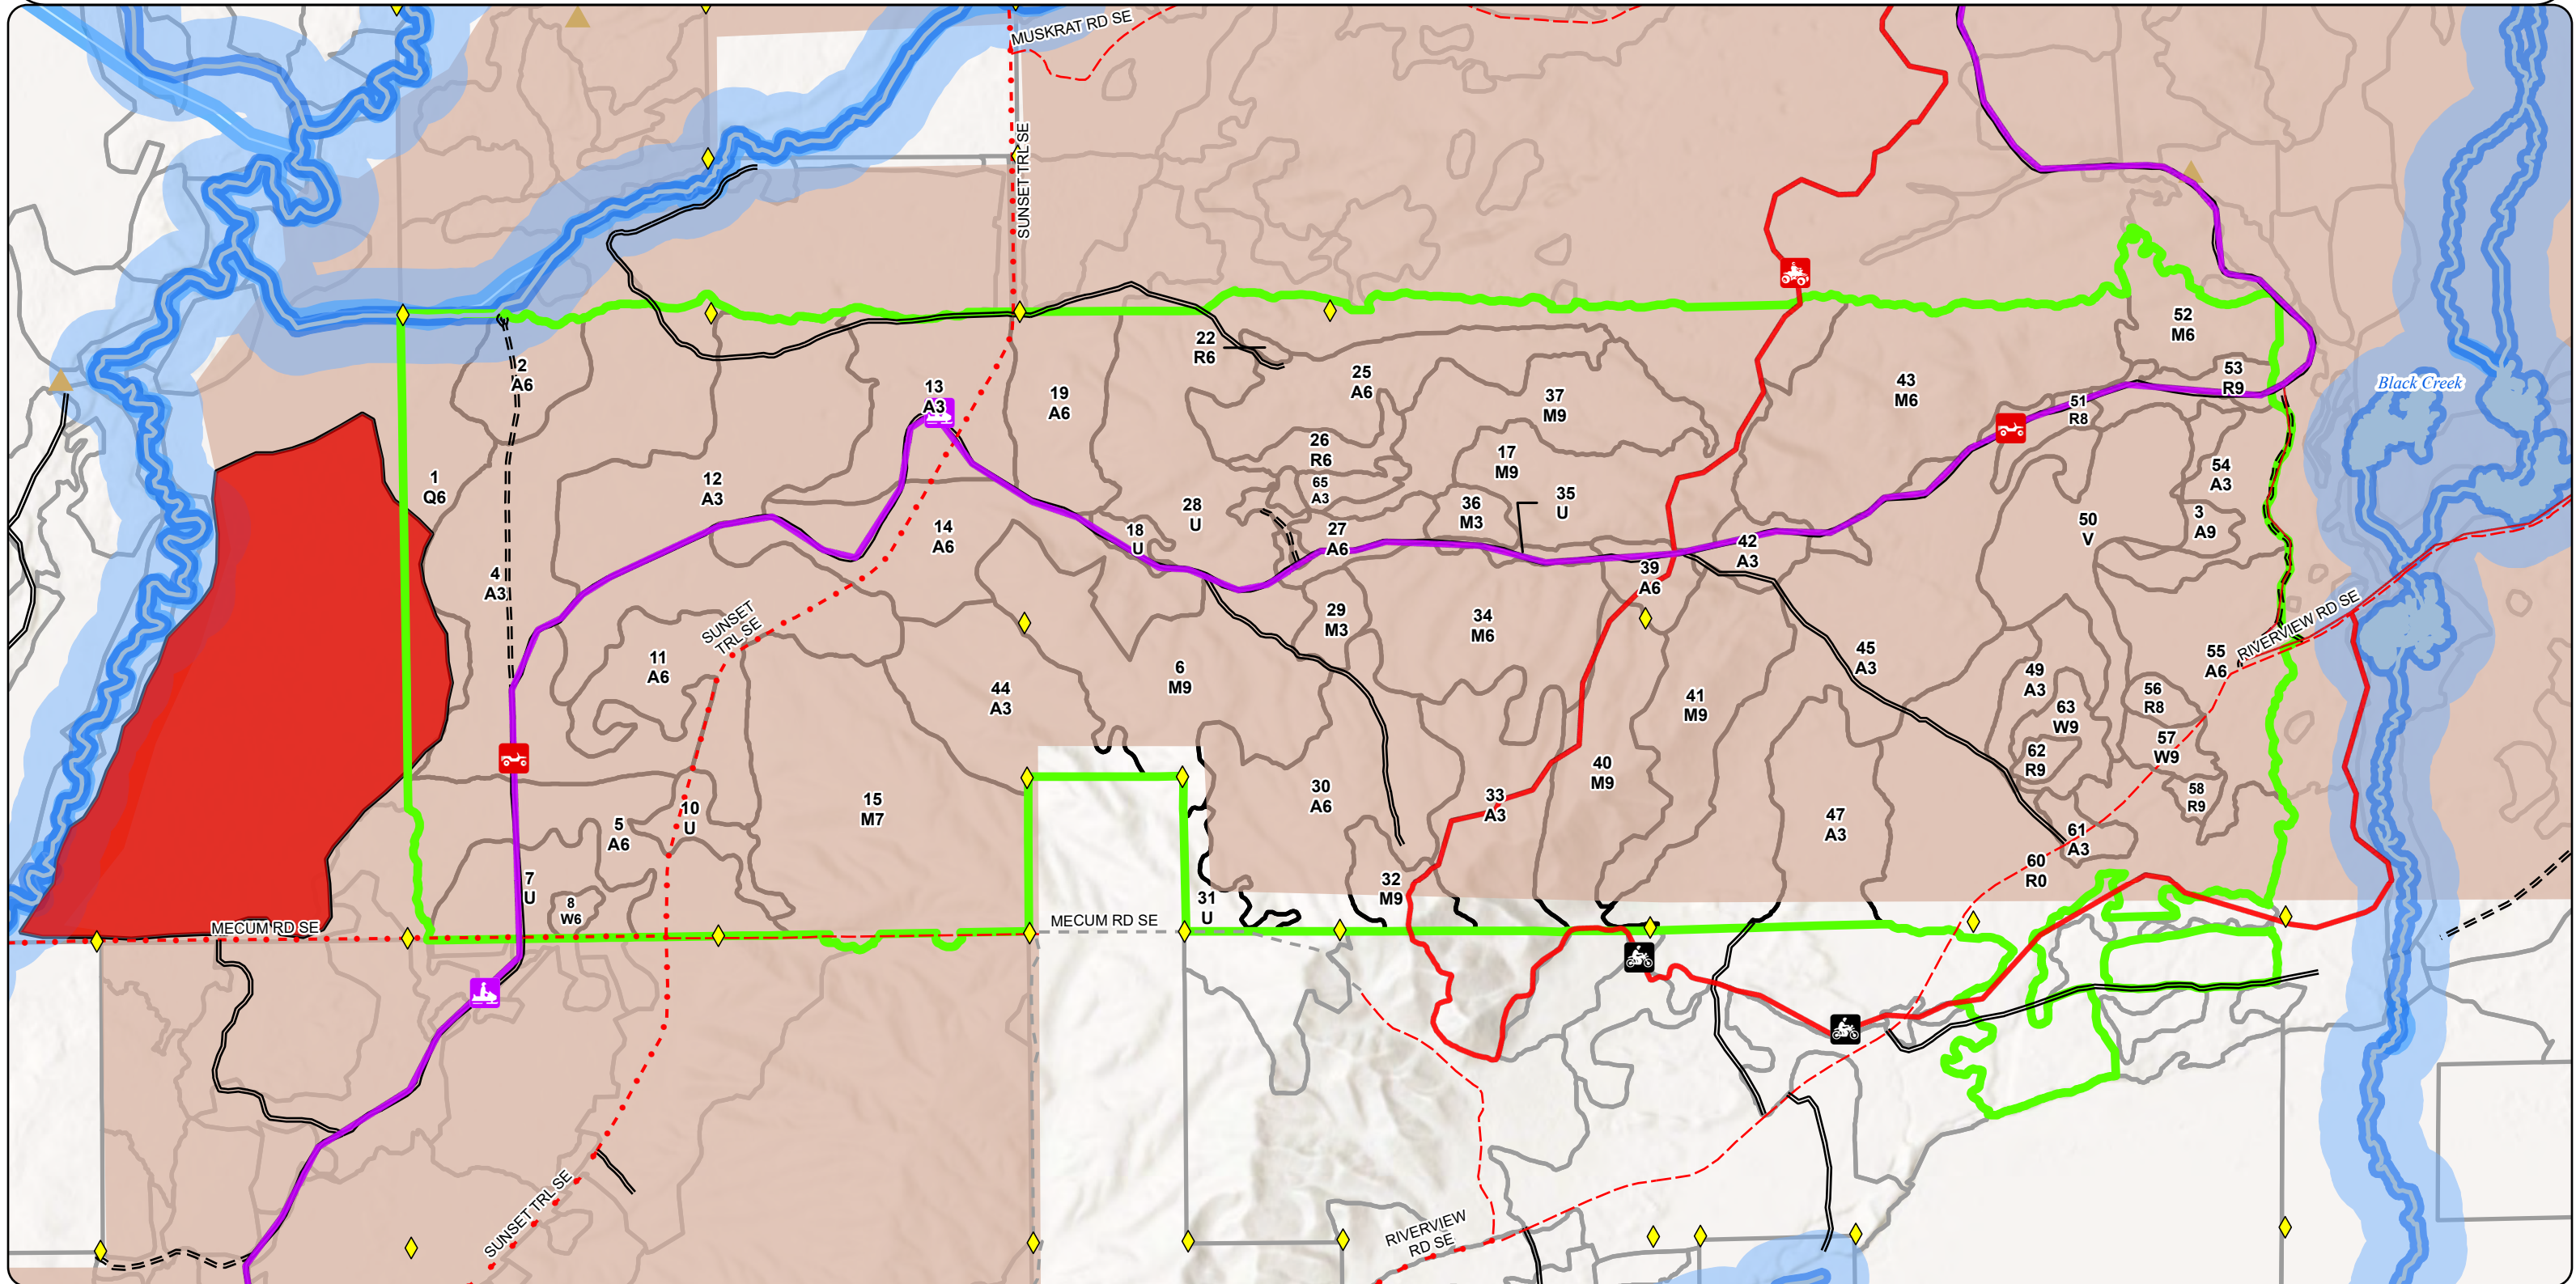 MUSKRAT RD SE
SUNSET TRL SE
22
R6
52
M6
2
A6
13
A3
19
A6
25
A6
37
M9
43
M6
53
R9
Black Creek
51
R8
1
Q6
12
A3
26
R6
17
M9
54
A3
65
A3
36
M3
35
U
28
U
3
A9
14
A6
18
U
27
A6
42
A3
50
V
4
A3
39
A6
SUNSET
TRL SE
29
M3
34
M6
RIVERVIEW RD SE
11
A6
44
A3
6
M9
45
A3
55
A6
49
A3
56
R8
41
M9
63
W9
57
W9
62
R9
40
M9
30
A6
58
R9
15
M7
33
A3
10
U
5
A6
47
A3
61
A3
60
R0
7
U
8
W6
32
M9
31
U
MECUM RD SE
MECUM RD SE
SUNSET TRL SE
RIVERVIEW
RD SE